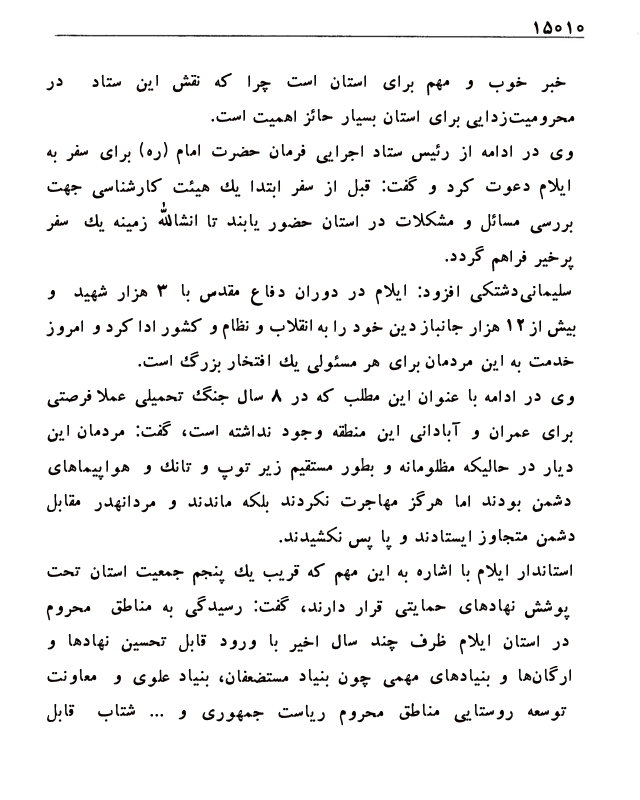 ۱۵۰۱۰
خبر خوب و مهم برای استان است چرا که نقش این ستاد در
محرومیت‌زدایی برای استان بسیار حائز اهمیت است.
وی در ادامه از رئیس ستاد اجرایی فرمان حضرت امام (ره) برای سفر به
ایلام دعوت کرد و گفت: قبل از سفر ابتدا یك هیئت کارشناسی جهت
بررسی مسائل و مشکلات در استان حضور یابند تا انشالله زمینه یك سفر
پرخیر فراهم گردد.
سلیمانی‌دشتکی افزود: ایلام در دوران دفاع مقدس با ۳ هزار شهید و
بیش از ۱۲ هزار جانباز دین خود را به انقلاب و نظام و کشور ادا کرد و امروز
خدمت به این مردمان برای هر مسئولی یك افتخار بزرگ است.
وی در ادامه با عنوان این مطلب که در ۸ سال جنگ تحمیلی عملا فرصتی
برای عمران و آبادانی این منطقه وجود نداشته است، گفت: مردمان این
دیار در حالیکه مظلومانه و بطور مستقیم زیر توپ و تانك و هواپیماهای
دشمن بودند اما هرگز مهاجرت نکردند بلکه ماندند و مردانهدر مقابل
دشمن متجاوز ایستادند و پا پس نکشیدند.
استاندار ایلام با اشاره به این مهم که قریب یك پنجم جمعیت استان تحت
پوشش نهادهای حمایتی قرار دارند، گفت: رسیدگی به مناطق محروم
در استان ایلام ظرف چند سال اخیر با ورود قابل تحسین نهادها و
ارگان‌ها و بنیادهای مهمی چون بنیاد مستضعفان، بنیاد علوی و معاونت
توسعه روستایی مناطق محروم ریاست جمهوری و ... شتاب قابل